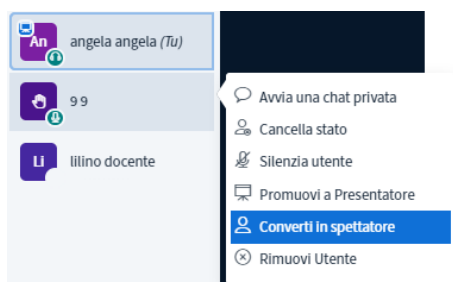 An angela angela (Tu)
9 9
Li lilino docente
Avvia una chat privata
Cancella stato
Silenzia utente
Promuovi a Presentatore
Converti in spettatore
Rimuovi Utente